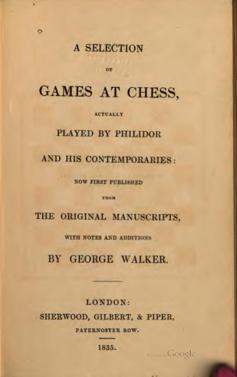 A SELECTION
OF
GAMES AT CHESS,
ACTUALLY
PLAYED BY PHILIDOR
AND HIS CONTEMPORARIES:
NOW FIRST PUBLISHED
FROM
THE ORIGINAL MANUSCRIPTS,
WITH NOTES AND ADDITIONS
BY GEORGE WALKER.
LONDON:
SHERWOOD, GILBERT, & PIPER,
PATERNOSTER ROW.
1835.
Google